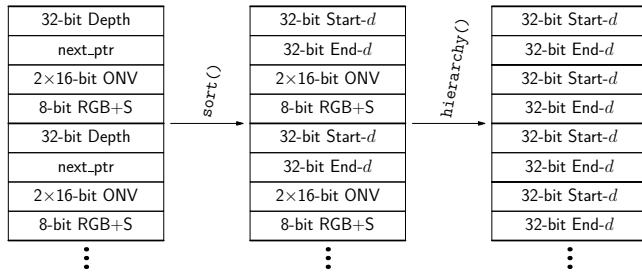 32-bit Depth
next_ptr
2×16-bit ONV
8-bit RGB+S
32-bit Depth
next_ptr
2×16-bit ONV
8-bit RGB+S
sort()
32-bit Start-d
32-bit End-d
2×16-bit ONV
8-bit RGB+S
32-bit Start-d
32-bit End-d
2×16-bit ONV
8-bit RGB+S
hierarchy()
32-bit Start-d
32-bit End-d
32-bit Start-d
32-bit End-d
32-bit Start-d
32-bit End-d
32-bit Start-d
32-bit End-d